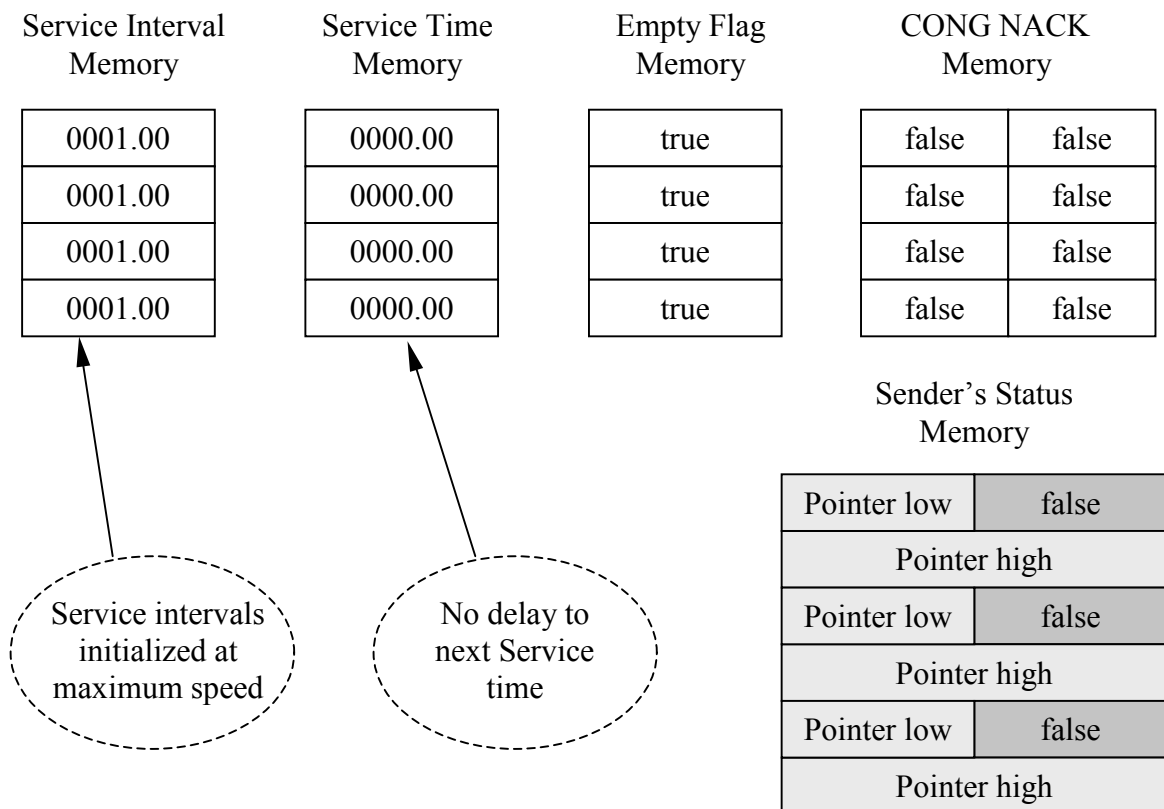 Service Interval
Memory
Service Time
Memory
Empty Flag
Memory
CONG NACK
Memory
0001.00
0000.00
true
false
false
0001.00
0000.00
true
false
false
0001.00
0000.00
true
false
false
0001.00
0000.00
true
false
false
Sender’s Status
Memory
Pointer low
false
Pointer high
Pointer low
false
Pointer high
Pointer low
false
Pointer high
Service intervals
initialized at
maximum speed
No delay to
next Service
time